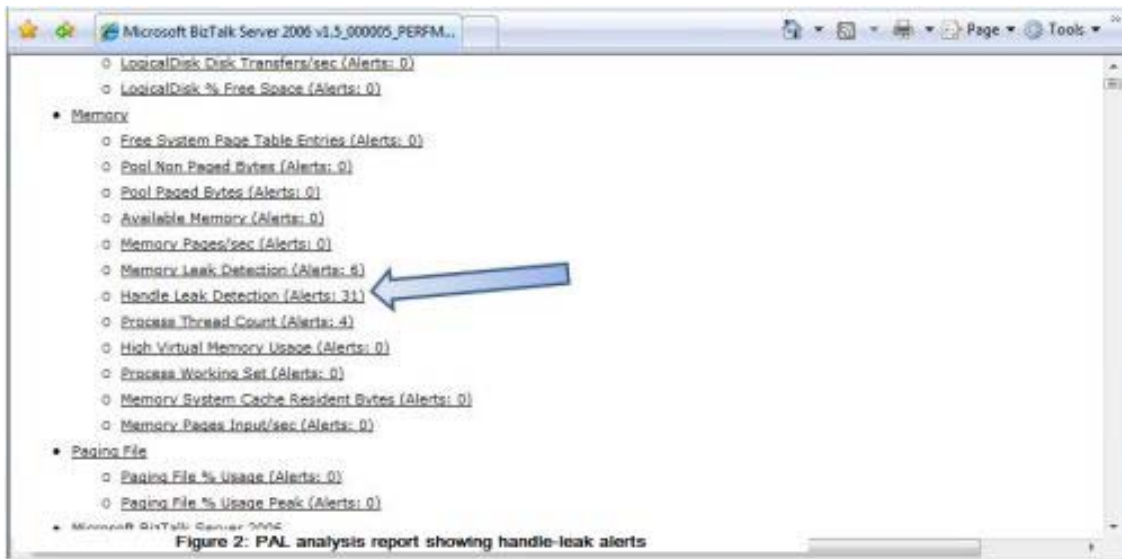 Microsoft BizTalk Server 2006 v1.5_000005_PERFM...
Page
Tools
LogicalDisk Disk Transfers/sec (Alerts: 0)
LogicalDisk % Free Space (Alerts: 0)
Memory
Free System Page Table Entries (Alerts: 0)
Pool Non Paged Bytes (Alerts: 0)
Pool Paged Bytes (Alerts: 0)
Available Memory (Alerts: 0)
Memory Pages/sec (Alerts: 0)
Memory Leak Detection (Alerts: 6)
Handle Leak Detection (Alerts: 31)
Process Thread Count (Alerts: 4)
High Virtual Memory Usage (Alerts: 0)
Process Working Set (Alerts: 0)
Memory System Cache Resident Bytes (Alerts: 0)
Memory Pages Input/sec (Alerts: 0)
Paging File
Paging File % Usage (Alerts: 0)
Paging File % Usage Peak (Alerts: 0)
Microsoft BizTalk Server 2006
Figure 2: PAL analysis report showing handle-leak alerts